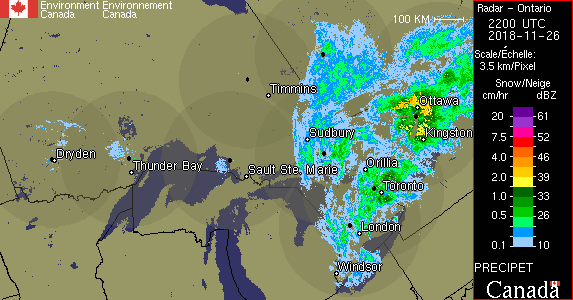 Environment Environnement
Canada Canada
100 KM
Timmins
Ottawa
Sudbury
Kingston
Dryden
Thunder Bay
Sault Ste. Marie
Orillia
Toronto
London
Windsor
Radar - Ontario
2200 UTC
2018-11-26
Scale/Échelle:
3.5 km/Pixel
Snow/Neige
cm/hr dBZ
20 61
7.5 52
4.0 46
2.0 39
1.0 33
0.5 26
0.1 10
PRECIPET
Canada